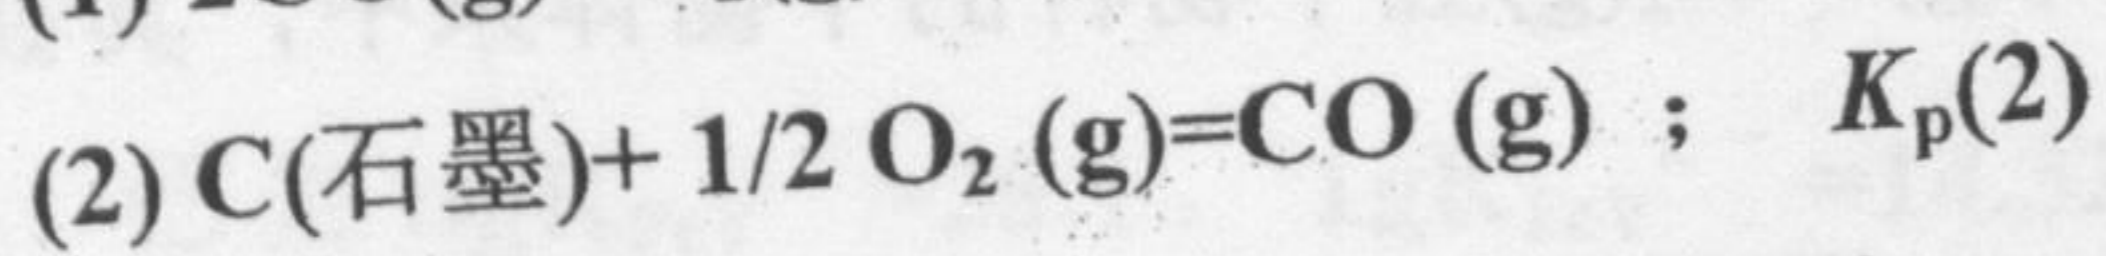 (2) C(石墨)+ 1/2 O₂ (g)=CO (g) ； Kp(2)